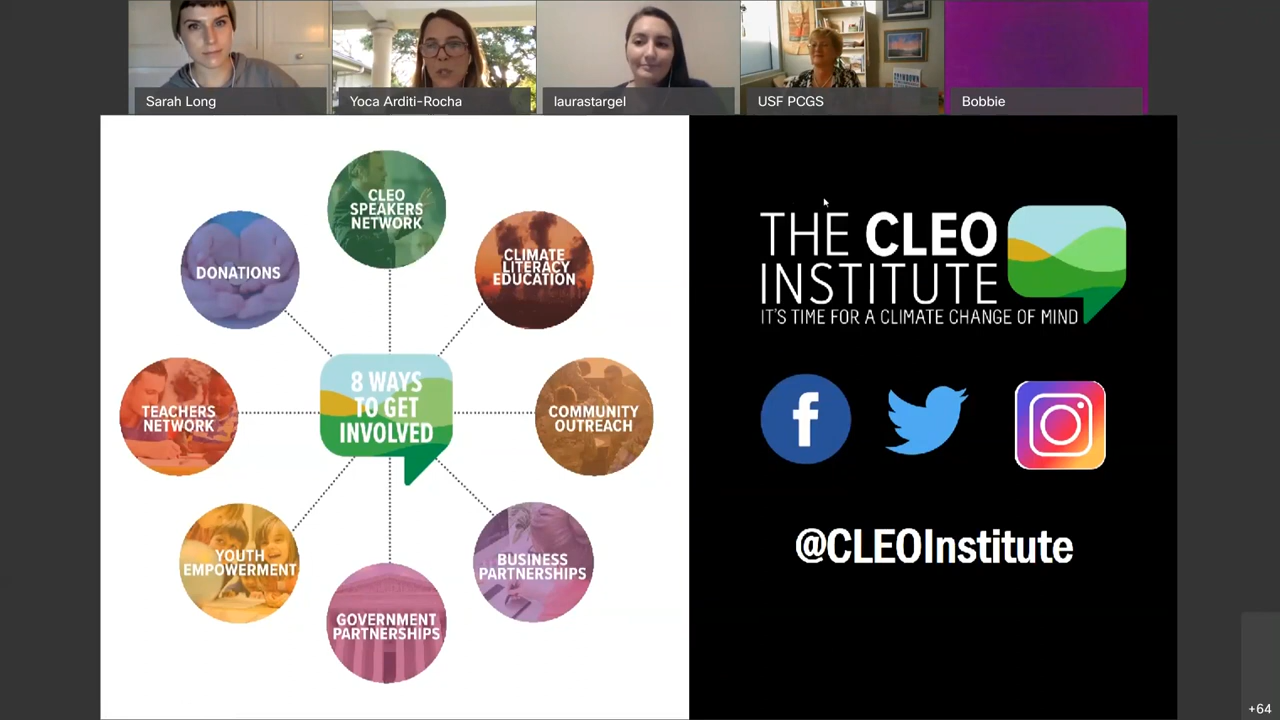 Sarah Long
Yoca Arditi-Rocha
laurastargel
USF PCGS
Bobbie
CLEO
SPEAKERS
NETWORK
DONATIONS
CLIMATE
LITERACY
EDUCATION
8 WAYS
TO GET
INVOLVED
TEACHERS
NETWORK
COMMUNITY
OUTREACH
YOUTH
EMPOWERMENT
BUSINESS
PARTNERSHIPS
GOVERNMENT
PARTNERSHIPS
THE CLEO
INSTITUTE
IT'S TIME FOR A CLIMATE CHANGE OF MIND
f
@CLEOInstitute
+64